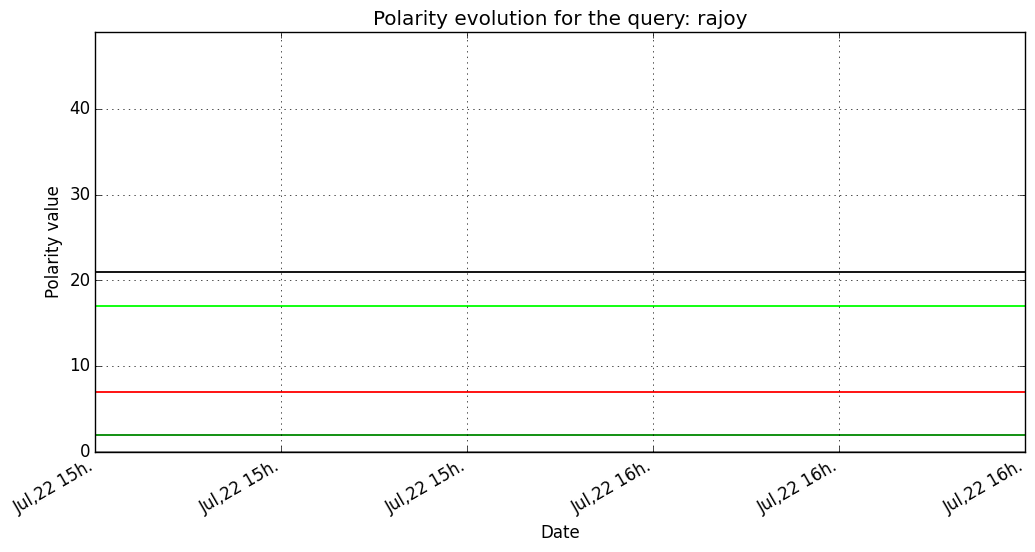 Polarity evolution for the query: rajoy
Polarity value
40
30
20
10
0
Jul,22 15h.
Jul,22 15h.
Jul,22 15h.
Jul,22 16h.
Jul,22 16h.
Jul,22 16h.
Date